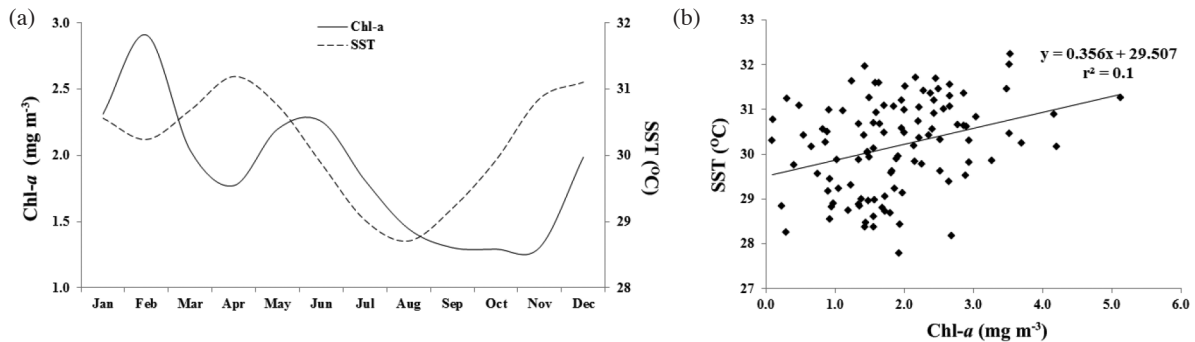 (a)
Chl-a
SST
Chl-a (mg m⁻³)
3.0
2.5
2.0
1.5
1.0
SST (⁰C)
32
31
30
29
28
Jan Feb Mar Apr May Jun Jul Aug Sep Oct Nov Dec
(b)
y = 0.356x + 29.507
r² = 0.1
SST (⁰C)
33
32
31
30
29
28
27
0.0 1.0 2.0 3.0 4.0 5.0 6.0
Chl-a (mg m⁻³)